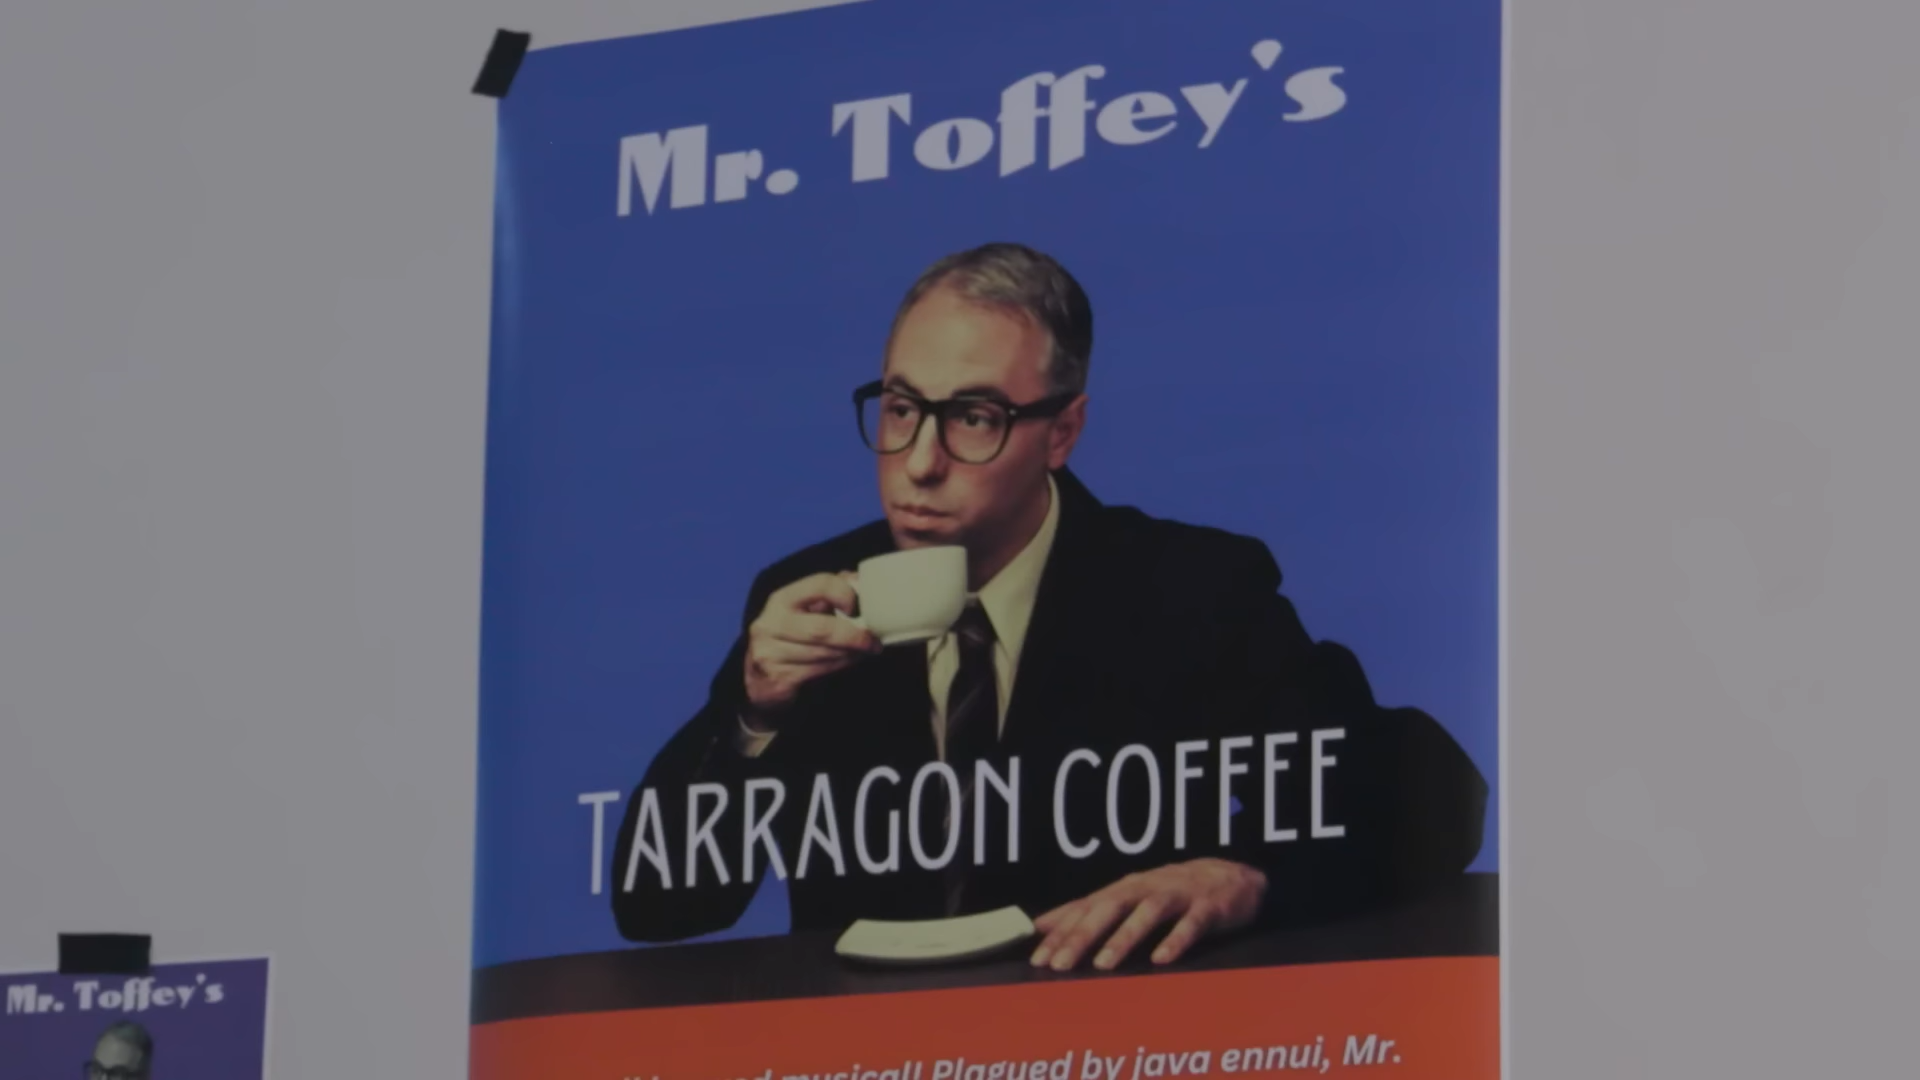 Mr. Toffey's
TARRAGON COFFEE
musical! Plagued by java ennui, Mr.
Mr. Toffey's